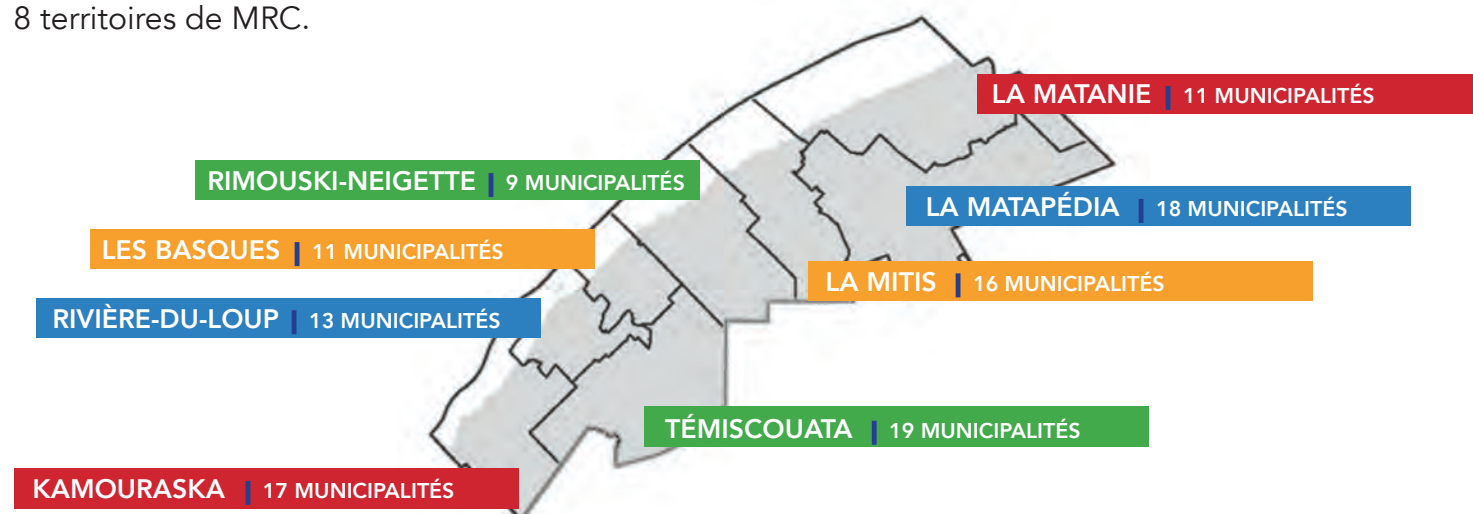 8 territoires de MRC.
LA MATANIE | 11 MUNICIPALITÉS
RIMOUSKI-NEIGETTE | 9 MUNICIPALITÉS
LA MATAPÉDIA | 18 MUNICIPALITÉS
LES BASQUES | 11 MUNICIPALITÉS
LA MITIS | 16 MUNICIPALITÉS
RIVIÈRE-DU-LOUP | 13 MUNICIPALITÉS
TÉMISCOUATA | 19 MUNICIPALITÉS
KAMOURASKA | 17 MUNICIPALITÉS